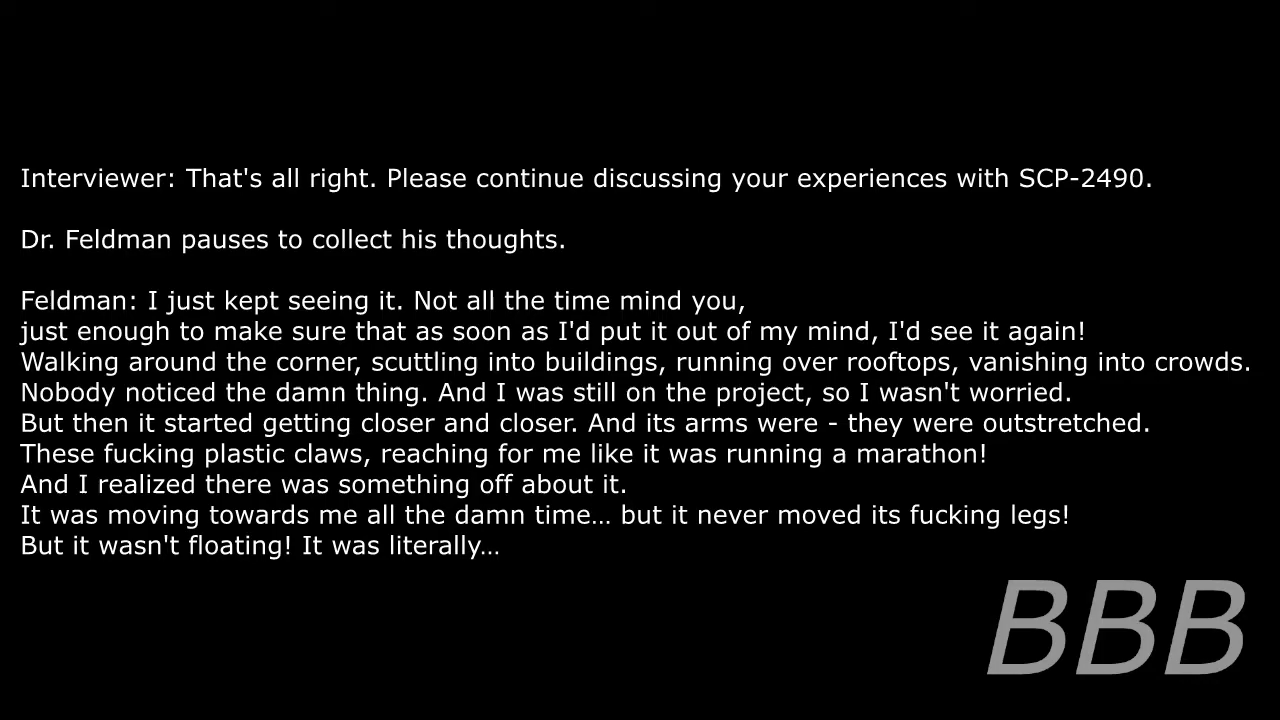 Interviewer: That's all right. Please continue discussing your experiences with SCP-2490.
Dr. Feldman pauses to collect his thoughts.
Feldman: I just kept seeing it. Not all the time mind you,
just enough to make sure that as soon as I'd put it out of my mind, I'd see it again!
Walking around the corner, scuttling into buildings, running over rooftops, vanishing into crowds.
Nobody noticed the damn thing. And I was still on the project, so I wasn't worried.
But then it started getting closer and closer. And its arms were - they were outstretched.
These fucking plastic claws, reaching for me like it was running a marathon!
And I realized there was something off about it.
It was moving towards me all the damn time… but it never moved its fucking legs!
But it wasn't floating! It was literally…
BBB